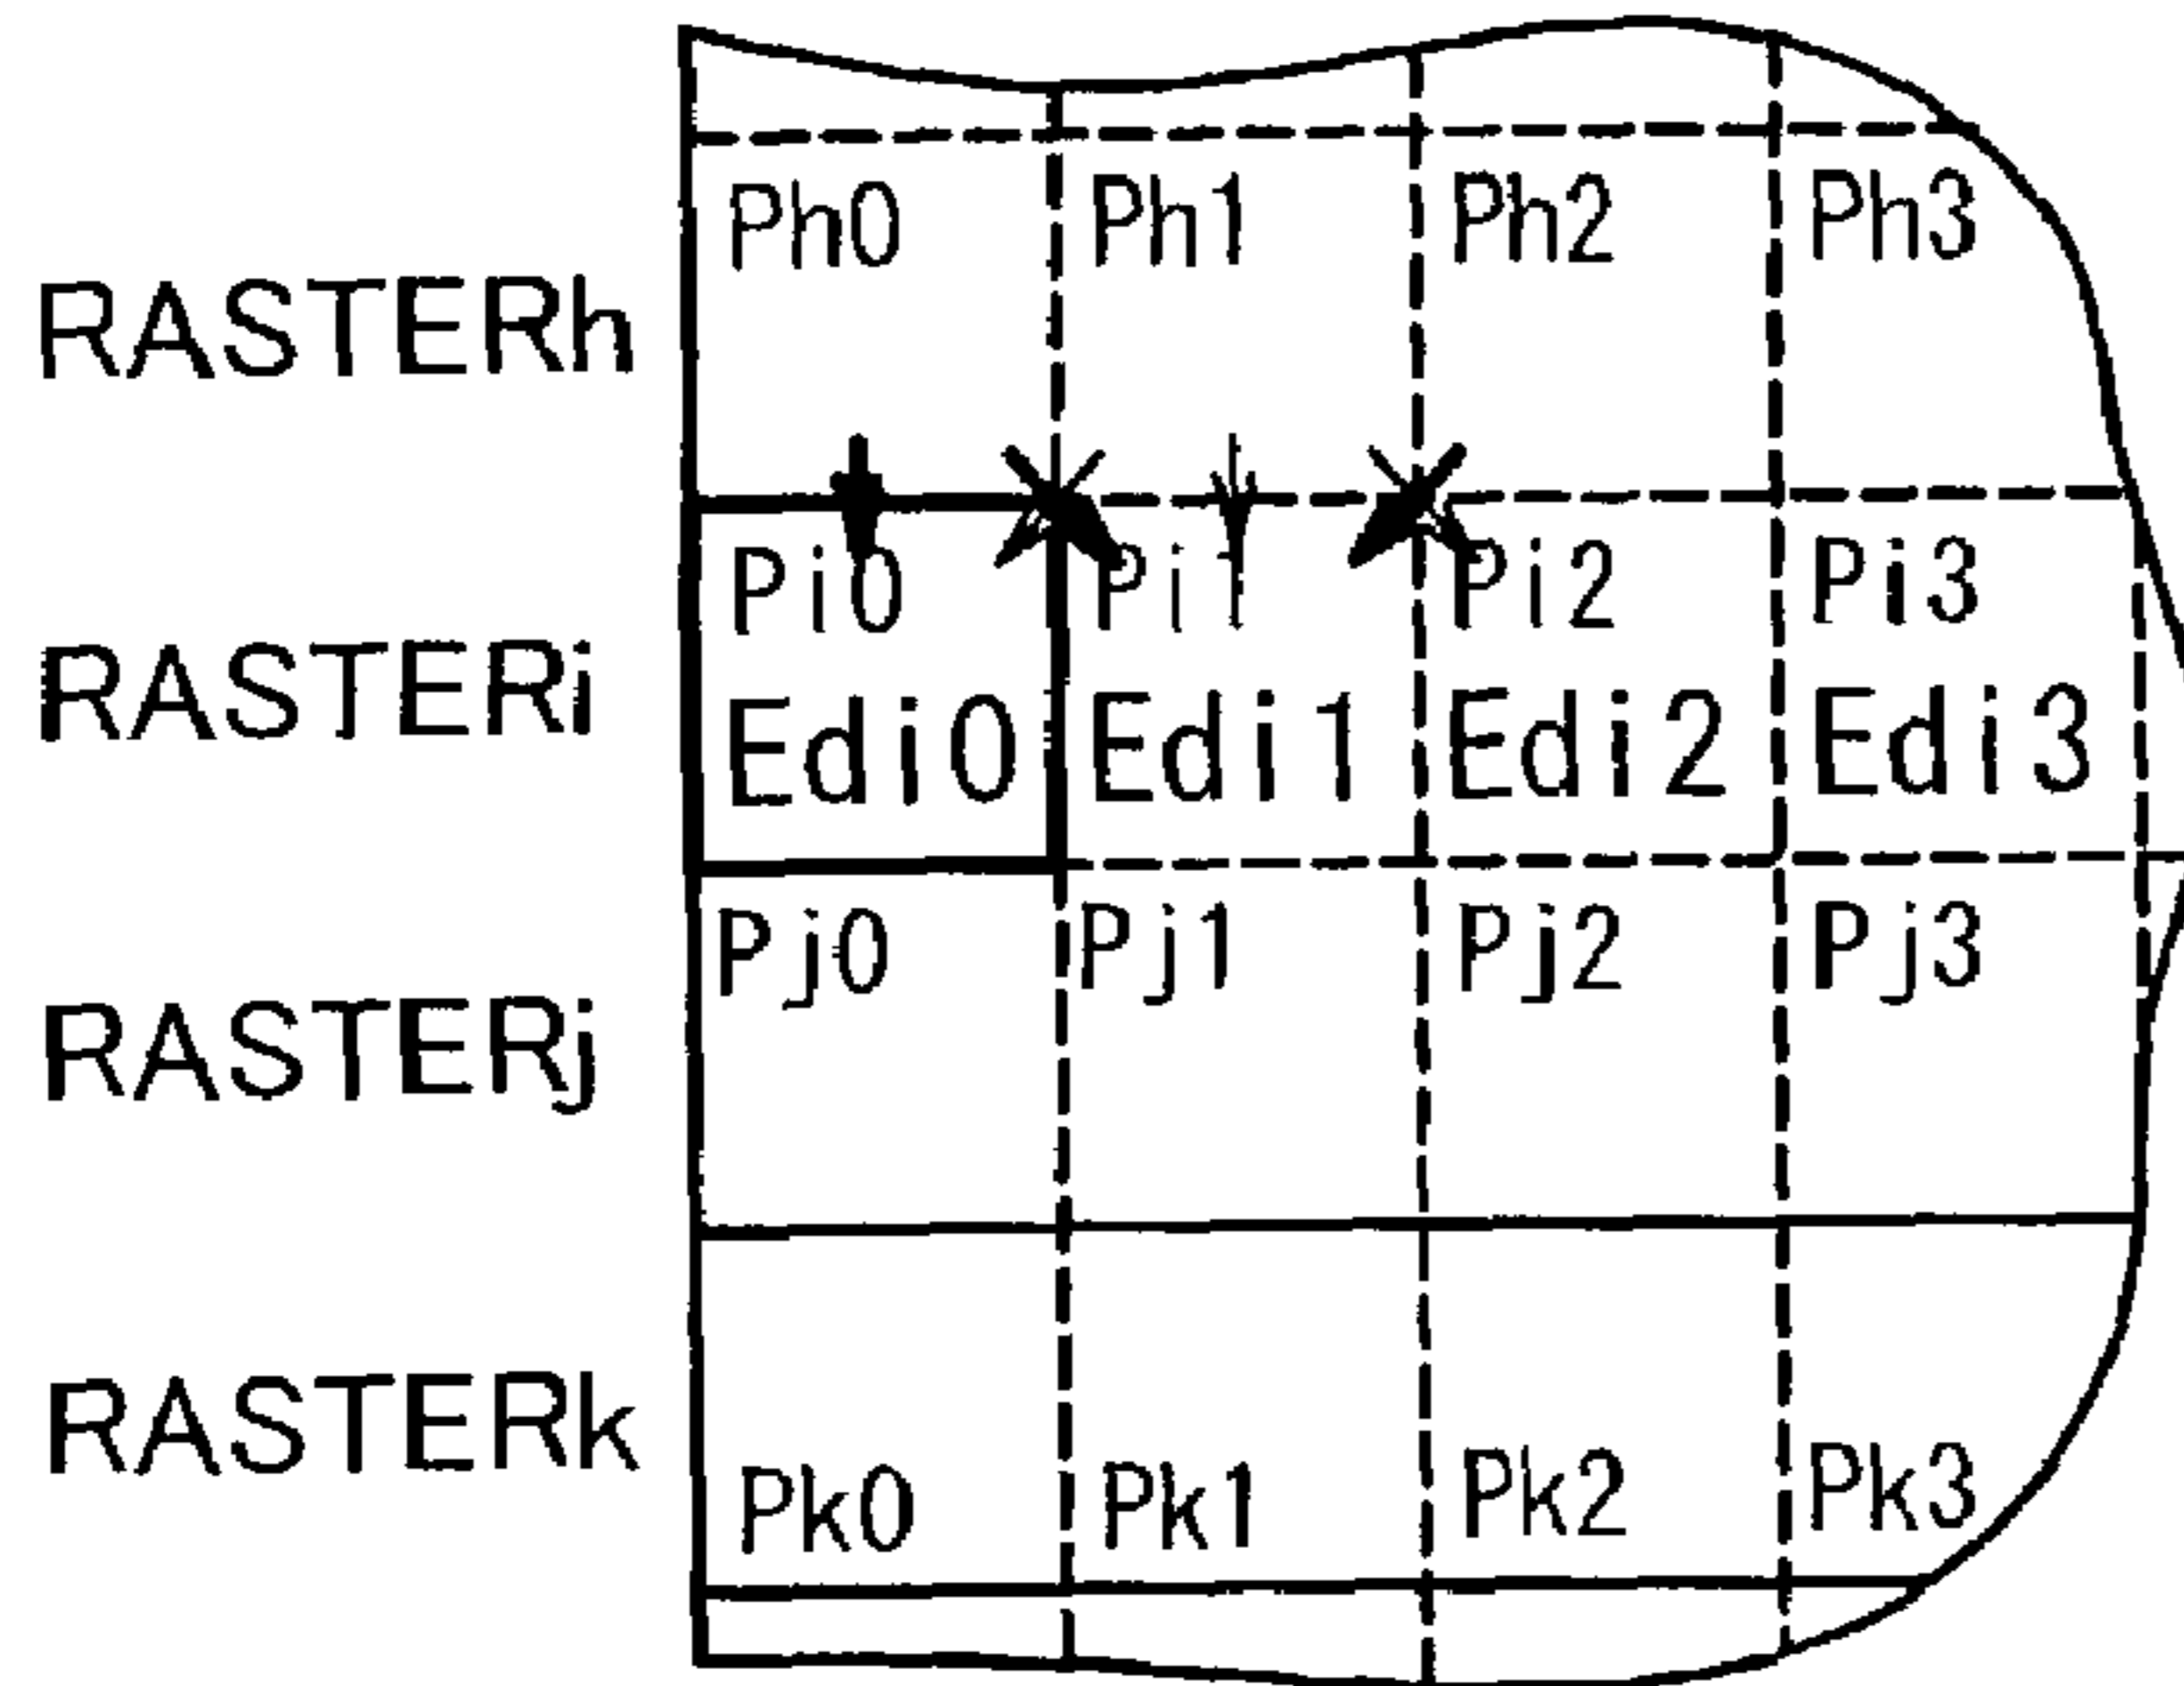 Ph0 Ph1 Ph2 Ph3
RASTERh
Pi0 Pi1 Pi2 Pi3
RASTERi Edi0 Edi1 Edi2 Edi3
Pj0 Pj1 Pj2 Pj3
RASTERj
RASTERk
Pk0 Pk1 Pk2 Pk3